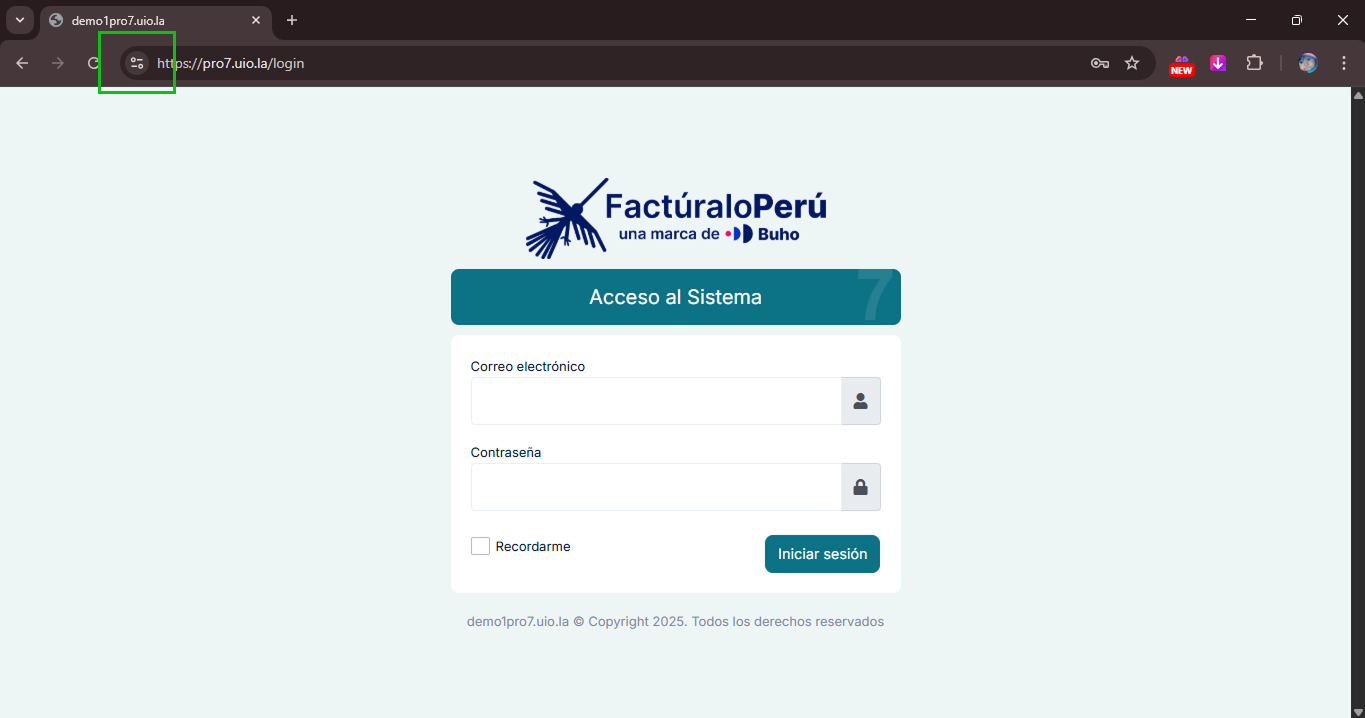 demo1pro7.uio.la
https://pro7.uio.la/login
NEW
FactúraloPerú
una marca de Buho
Acceso al Sistema
7
Correo electrónico
Contraseña
Recordarme
Iniciar sesión
demo1pro7.uio.la © Copyright 2025. Todos los derechos reservados